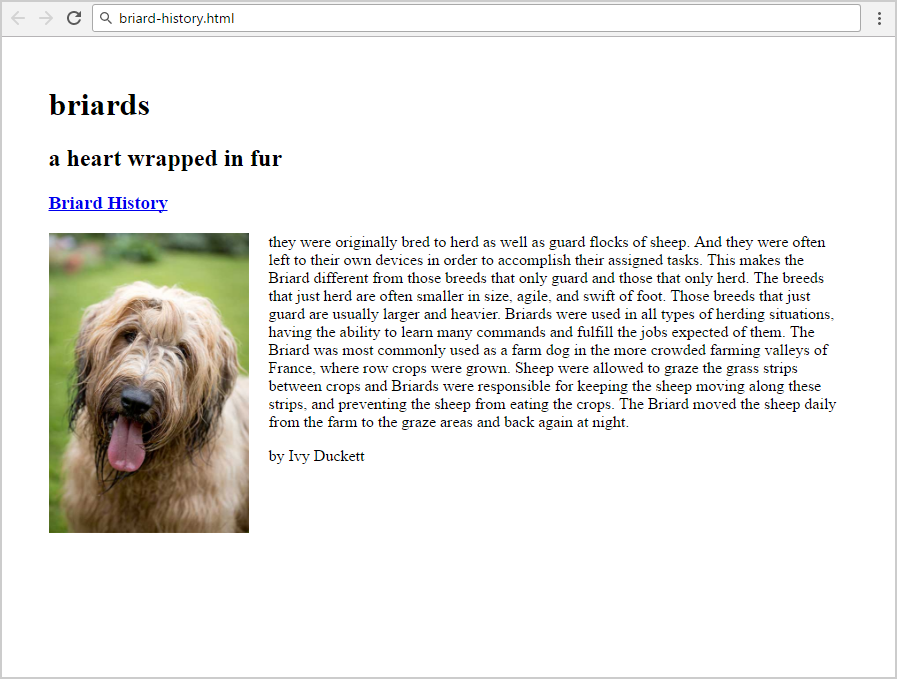 briard-history.html
briards
a heart wrapped in fur
Briard History
they were originally bred to herd as well as guard flocks of sheep. And they were often
left to their own devices in order to accomplish their assigned tasks. This makes the
Briard different from those breeds that only guard and those that only herd. The breeds
that just herd are often smaller in size, agile, and swift of foot. Those breeds that just
guard are usually larger and heavier. Briards were used in all types of herding situations,
having the ability to learn many commands and fulfill the jobs expected of them. The
Briard was most commonly used as a farm dog in the more crowded farming valleys of
France, where row crops were grown. Sheep were allowed to graze the grass strips
between crops and Briards were responsible for keeping the sheep moving along these
strips, and preventing the sheep from eating the crops. The Briard moved the sheep daily
from the farm to the graze areas and back again at night.
by Ivy Duckett